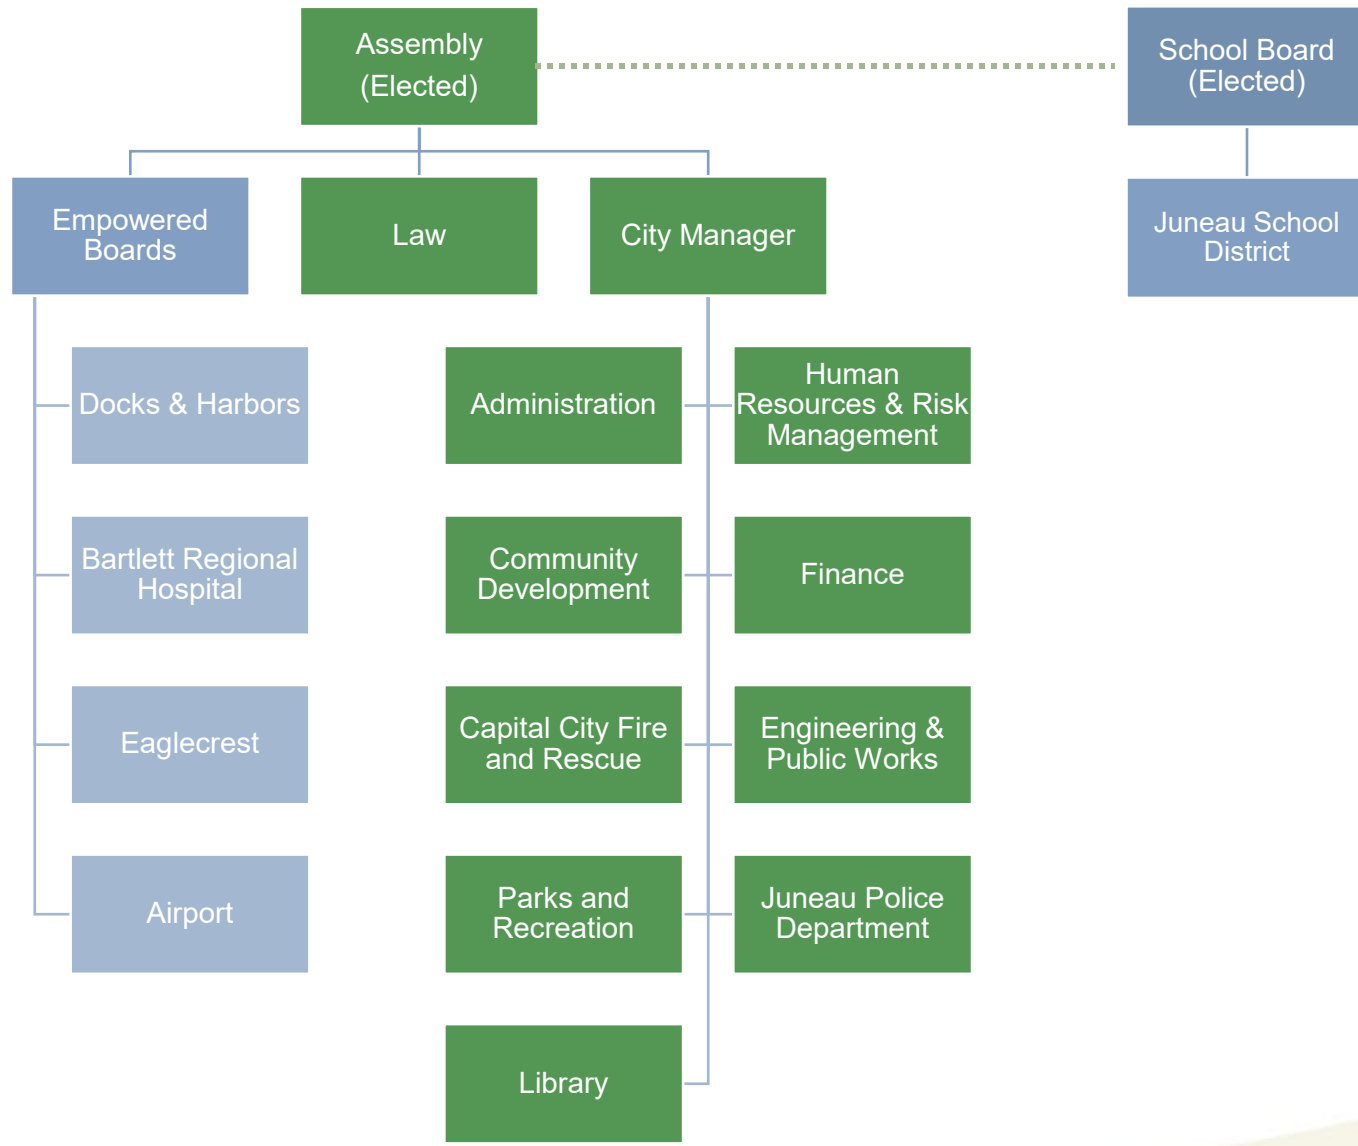 Assembly
(Elected)
School Board
(Elected)
Empowered
Boards
Law
City Manager
Juneau School
District
Docks & Harbors
Administration
Human
Resources & Risk
Management
Bartlett Regional
Hospital
Community
Development
Finance
Eaglecrest
Capital City Fire
and Rescue
Engineering &
Public Works
Airport
Parks and
Recreation
Juneau Police
Department
Library